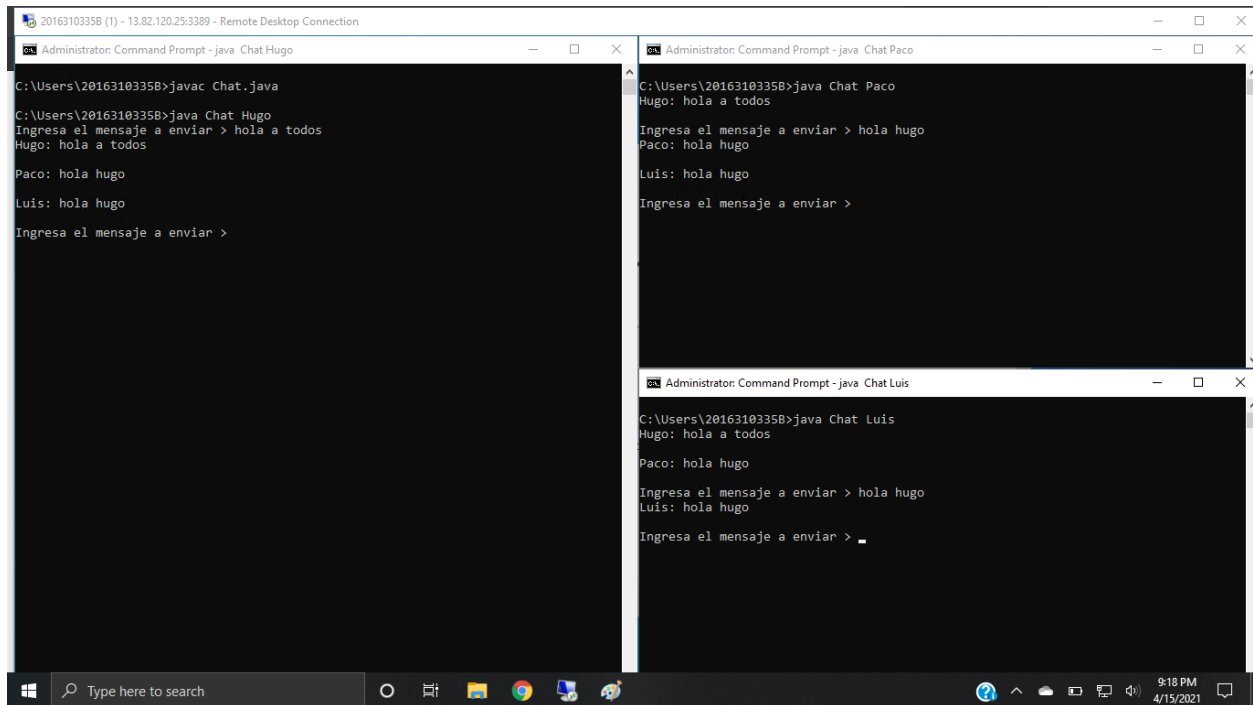 2016310335B (1) - 13.82.120.25:3389 - Remote Desktop Connection
Administrator: Command Prompt - java Chat Hugo
C:\Users\2016310335B>javac Chat.java
C:\Users\2016310335B>java Chat Hugo
Ingresa el mensaje a enviar > hola a todos
Hugo: hola a todos
Paco: hola hugo
Luis: hola hugo
Ingresa el mensaje a enviar >
Administrator: Command Prompt - java Chat Paco
C:\Users\2016310335B>java Chat Paco
Hugo: hola a todos
Ingresa el mensaje a enviar > hola hugo
Paco: hola hugo
Luis: hola hugo
Ingresa el mensaje a enviar >
Administrator: Command Prompt - java Chat Luis
C:\Users\2016310335B>java Chat Luis
Hugo: hola a todos
Paco: hola hugo
Ingresa el mensaje a enviar > hola hugo
Luis: hola hugo
Ingresa el mensaje a enviar >
Type here to search
9:18 PM
4/15/2021